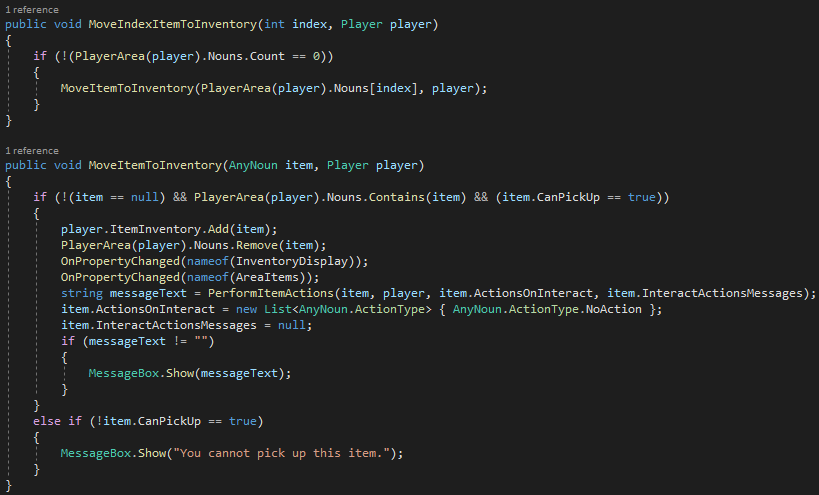 1 reference
public void MoveIndexItemToInventory(int index, Player player)
{
if (!(PlayerArea(player).Nouns.Count == 0))
{
MoveItemToInventory(PlayerArea(player).Nouns[index], player);
}
}
1 reference
public void MoveItemToInventory(AnyNoun item, Player player)
{
if (!(item == null) && PlayerArea(player).Nouns.Contains(item) && (item.CanPickUp == true))
{
player.ItemInventory.Add(item);
PlayerArea(player).Nouns.Remove(item);
OnPropertyChanged(nameof(InventoryDisplay));
OnPropertyChanged(nameof(AreaItems));
string messageText = PerformItemActions(item, player, item.ActionsOnInteract, item.InteractActionsMessages);
item.ActionsOnInteract = new List<AnyNoun.ActionType> { AnyNoun.ActionType.NoAction };
item.InteractActionsMessages = null;
if (messageText != "")
{
MessageBox.Show(messageText);
}
}
else if (!item.CanPickUp == true)
{
MessageBox.Show("You cannot pick up this item.");
}
}